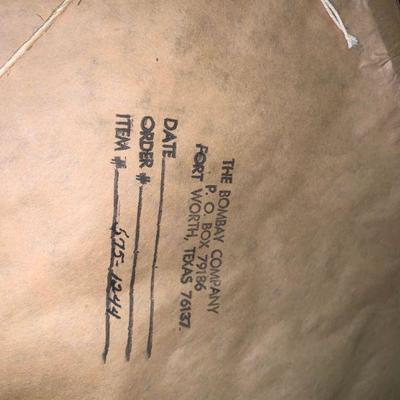 THE BOMBAY COMPANY
P. O. BOX 79186
FORT WORTH, TEXAS 76137
DATE
ORDER #
ITEM # 575-1244